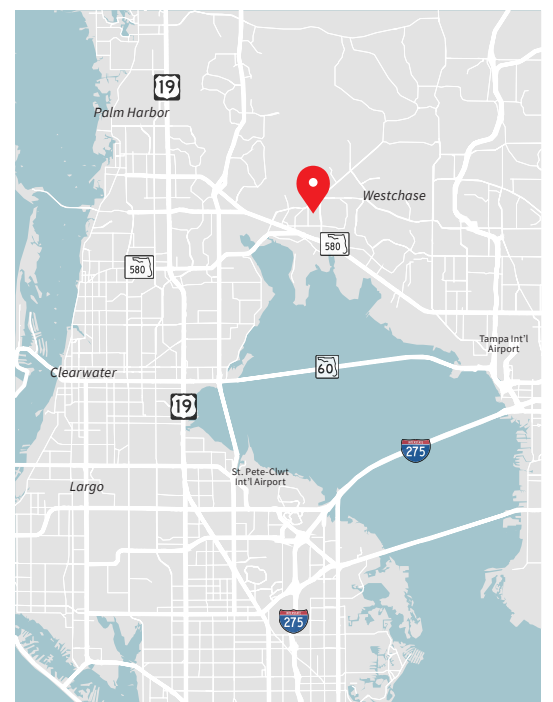 19
Palm Harbor
Westchase
580
580
Tampa Int'l
Airport
60
Clearwater
19
275
St. Pete-Clwt
Int'l Airport
Largo
275